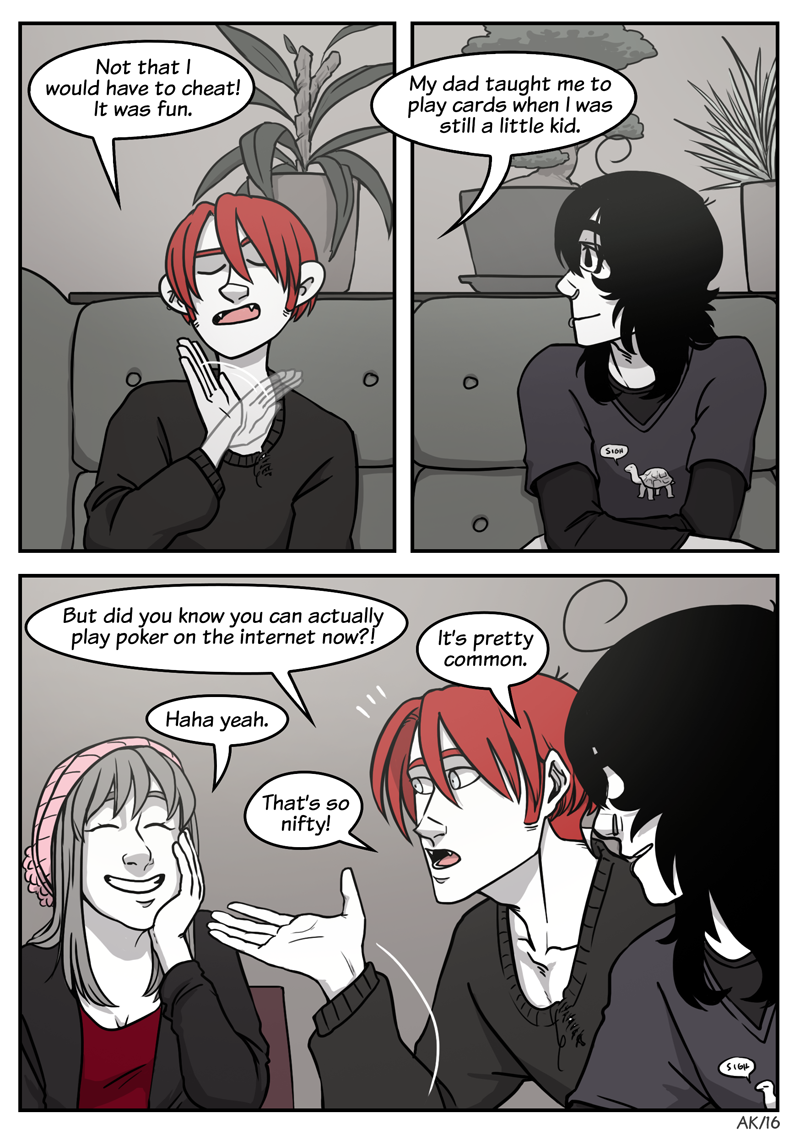 Not that I
would have to cheat!
It was fun.
My dad taught me to
play cards when I was
still a little kid.
SIGH
But did you know you can actually
play poker on the internet now?!
It's pretty
common.
Haha yeah.
That's so
nifty!
SIGH
AK/16